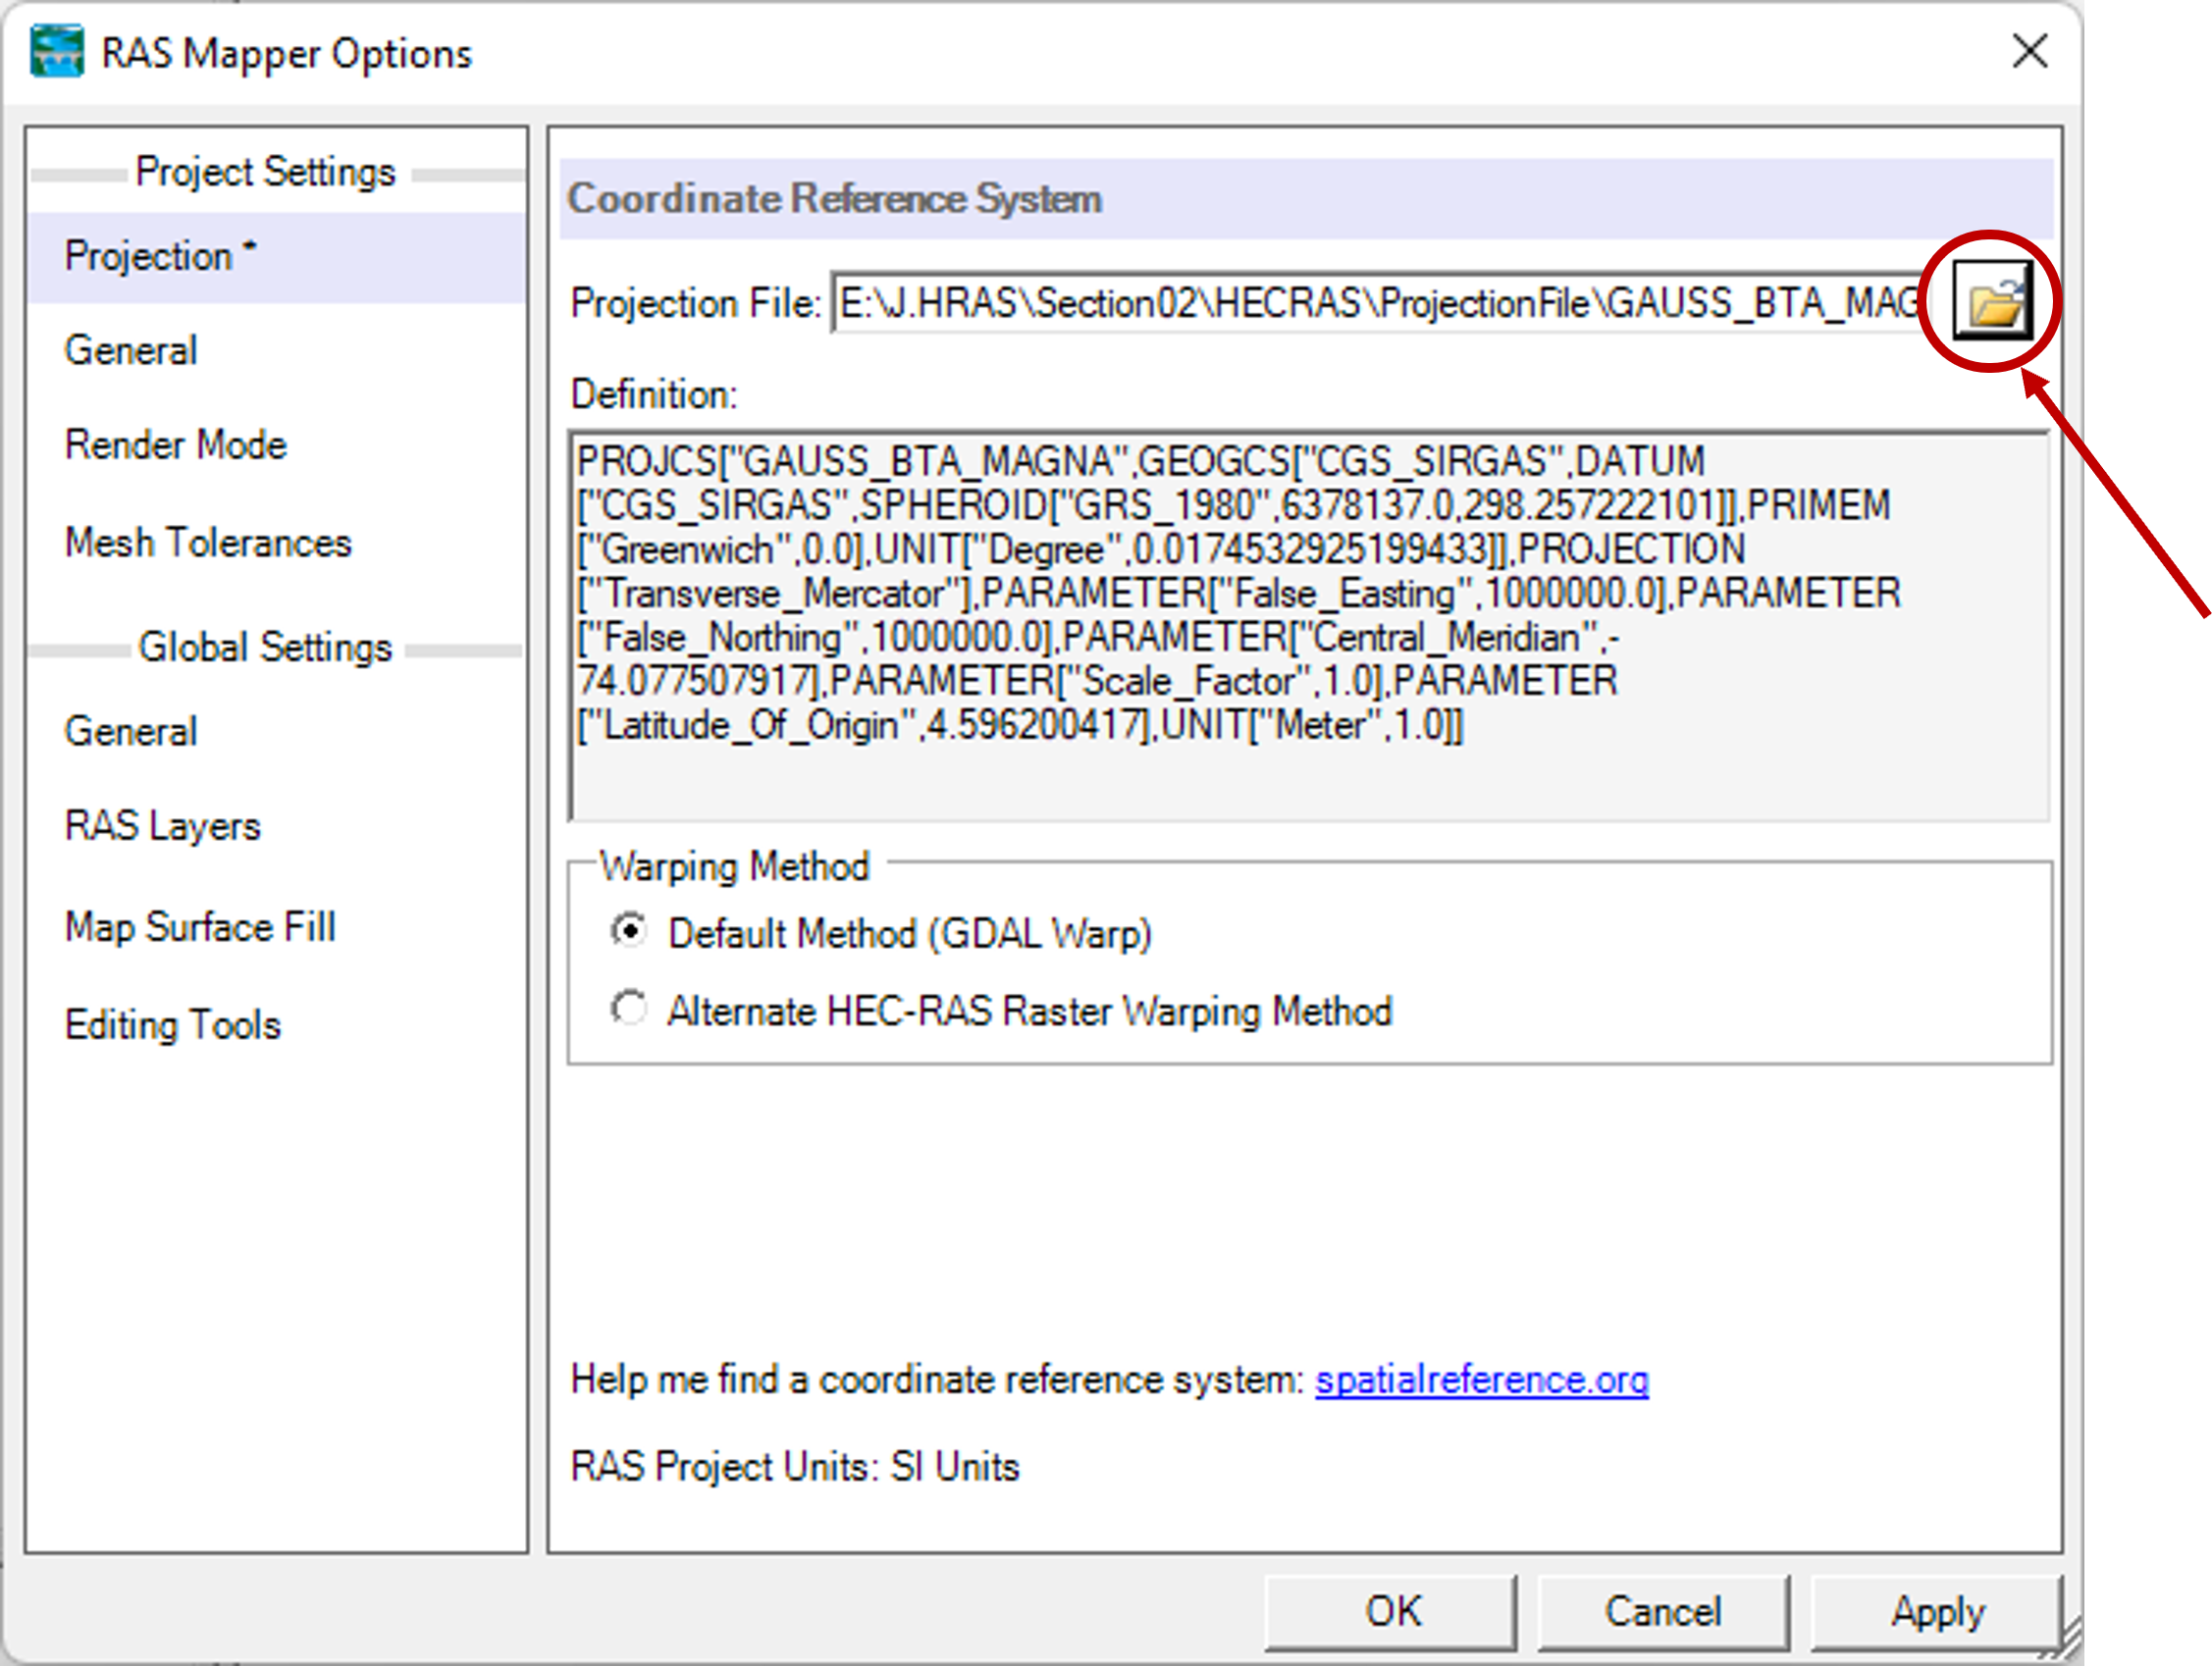 RAS Mapper Options
Project Settings
Projection *
General
Render Mode
Mesh Tolerances
Global Settings
General
RAS Layers
Map Surface Fill
Editing Tools
Coordinate Reference System
Projection File: E:\J.HRAS\Section02\HECRAS\ProjectionFile\GAUSS_BTA_MAG
Definition:
PROJCS["GAUSS_BTA_MAGNA",GEOGCS["CGS_SIRGAS",DATUM
["CGS_SIRGAS",SPHEROID["GRS_1980",6378137.0,298.257222101]],PRIMEM
["Greenwich",0.0],UNIT["Degree",0.0174532925199433]],PROJECTION
["Transverse_Mercator"],PARAMETER["False_Easting",1000000.0],PARAMETER
["False_Northing",1000000.0],PARAMETER["Central_Meridian",-
74.077507917],PARAMETER["Scale_Factor",1.0],PARAMETER
["Latitude_Of_Origin",4.596200417],UNIT["Meter",1.0]]
Warping Method
Default Method (GDAL Warp)
Alternate HEC-RAS Raster Warping Method
Help me find a coordinate reference system: spatialreference.org
RAS Project Units: SI Units
OK
Cancel
Apply